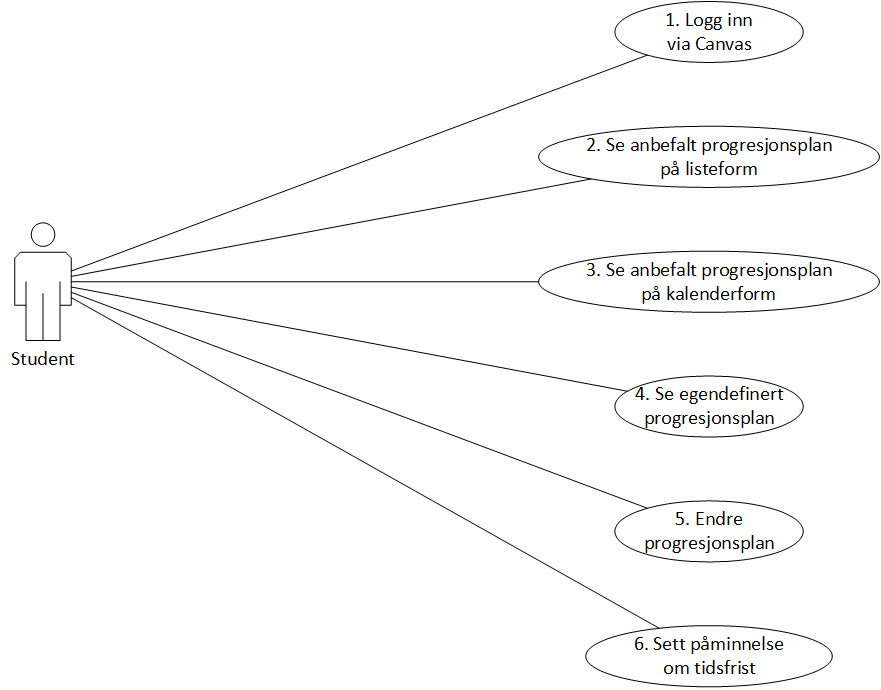 1. Logg inn
via Canvas
2. Se anbefalt progresjonsplan
på listeform
3. Se anbefalt progresjonsplan
på kalenderform
Student
4. Se egendefinert
progresjonsplan
5. Endre
progresjonsplan
6. Sett påminnelse
om tidsfrist